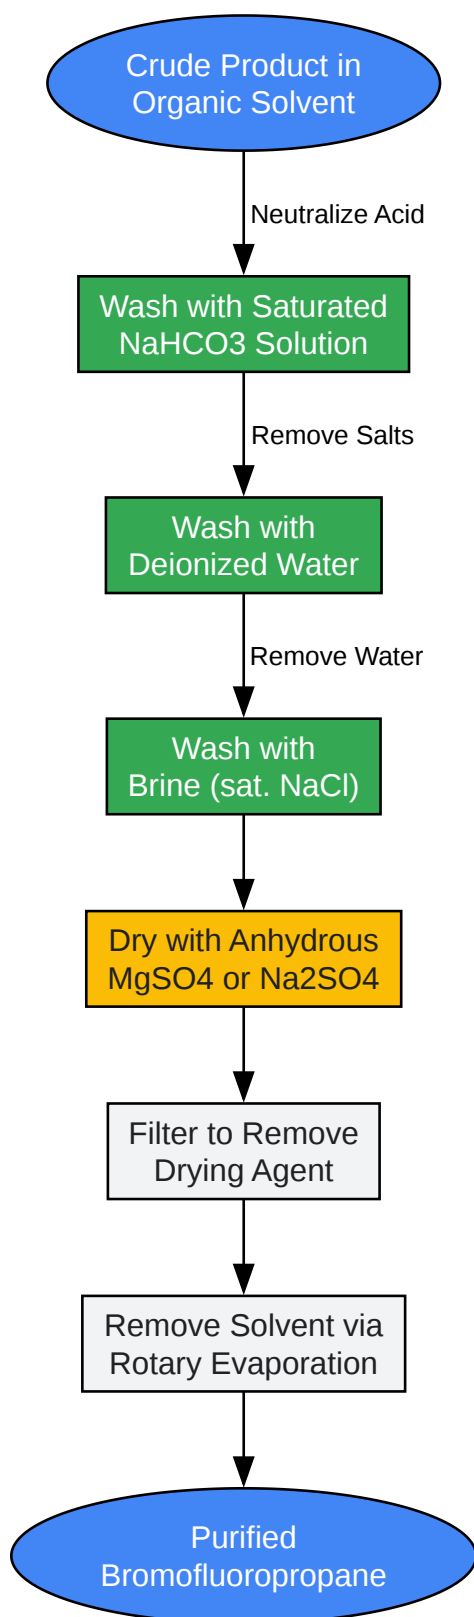 Crude Product in
Organic Solvent
Neutralize Acid
Wash with Saturated
NaHCO3 Solution
Remove Salts
Wash with
Deionized Water
Remove Water
Wash with
Brine (sat. NaCl)
Dry with Anhydrous
MgSO4 or Na2SO4
Filter to Remove
Drying Agent
Remove Solvent via
Rotary Evaporation
Purified
Bromofluoropropane